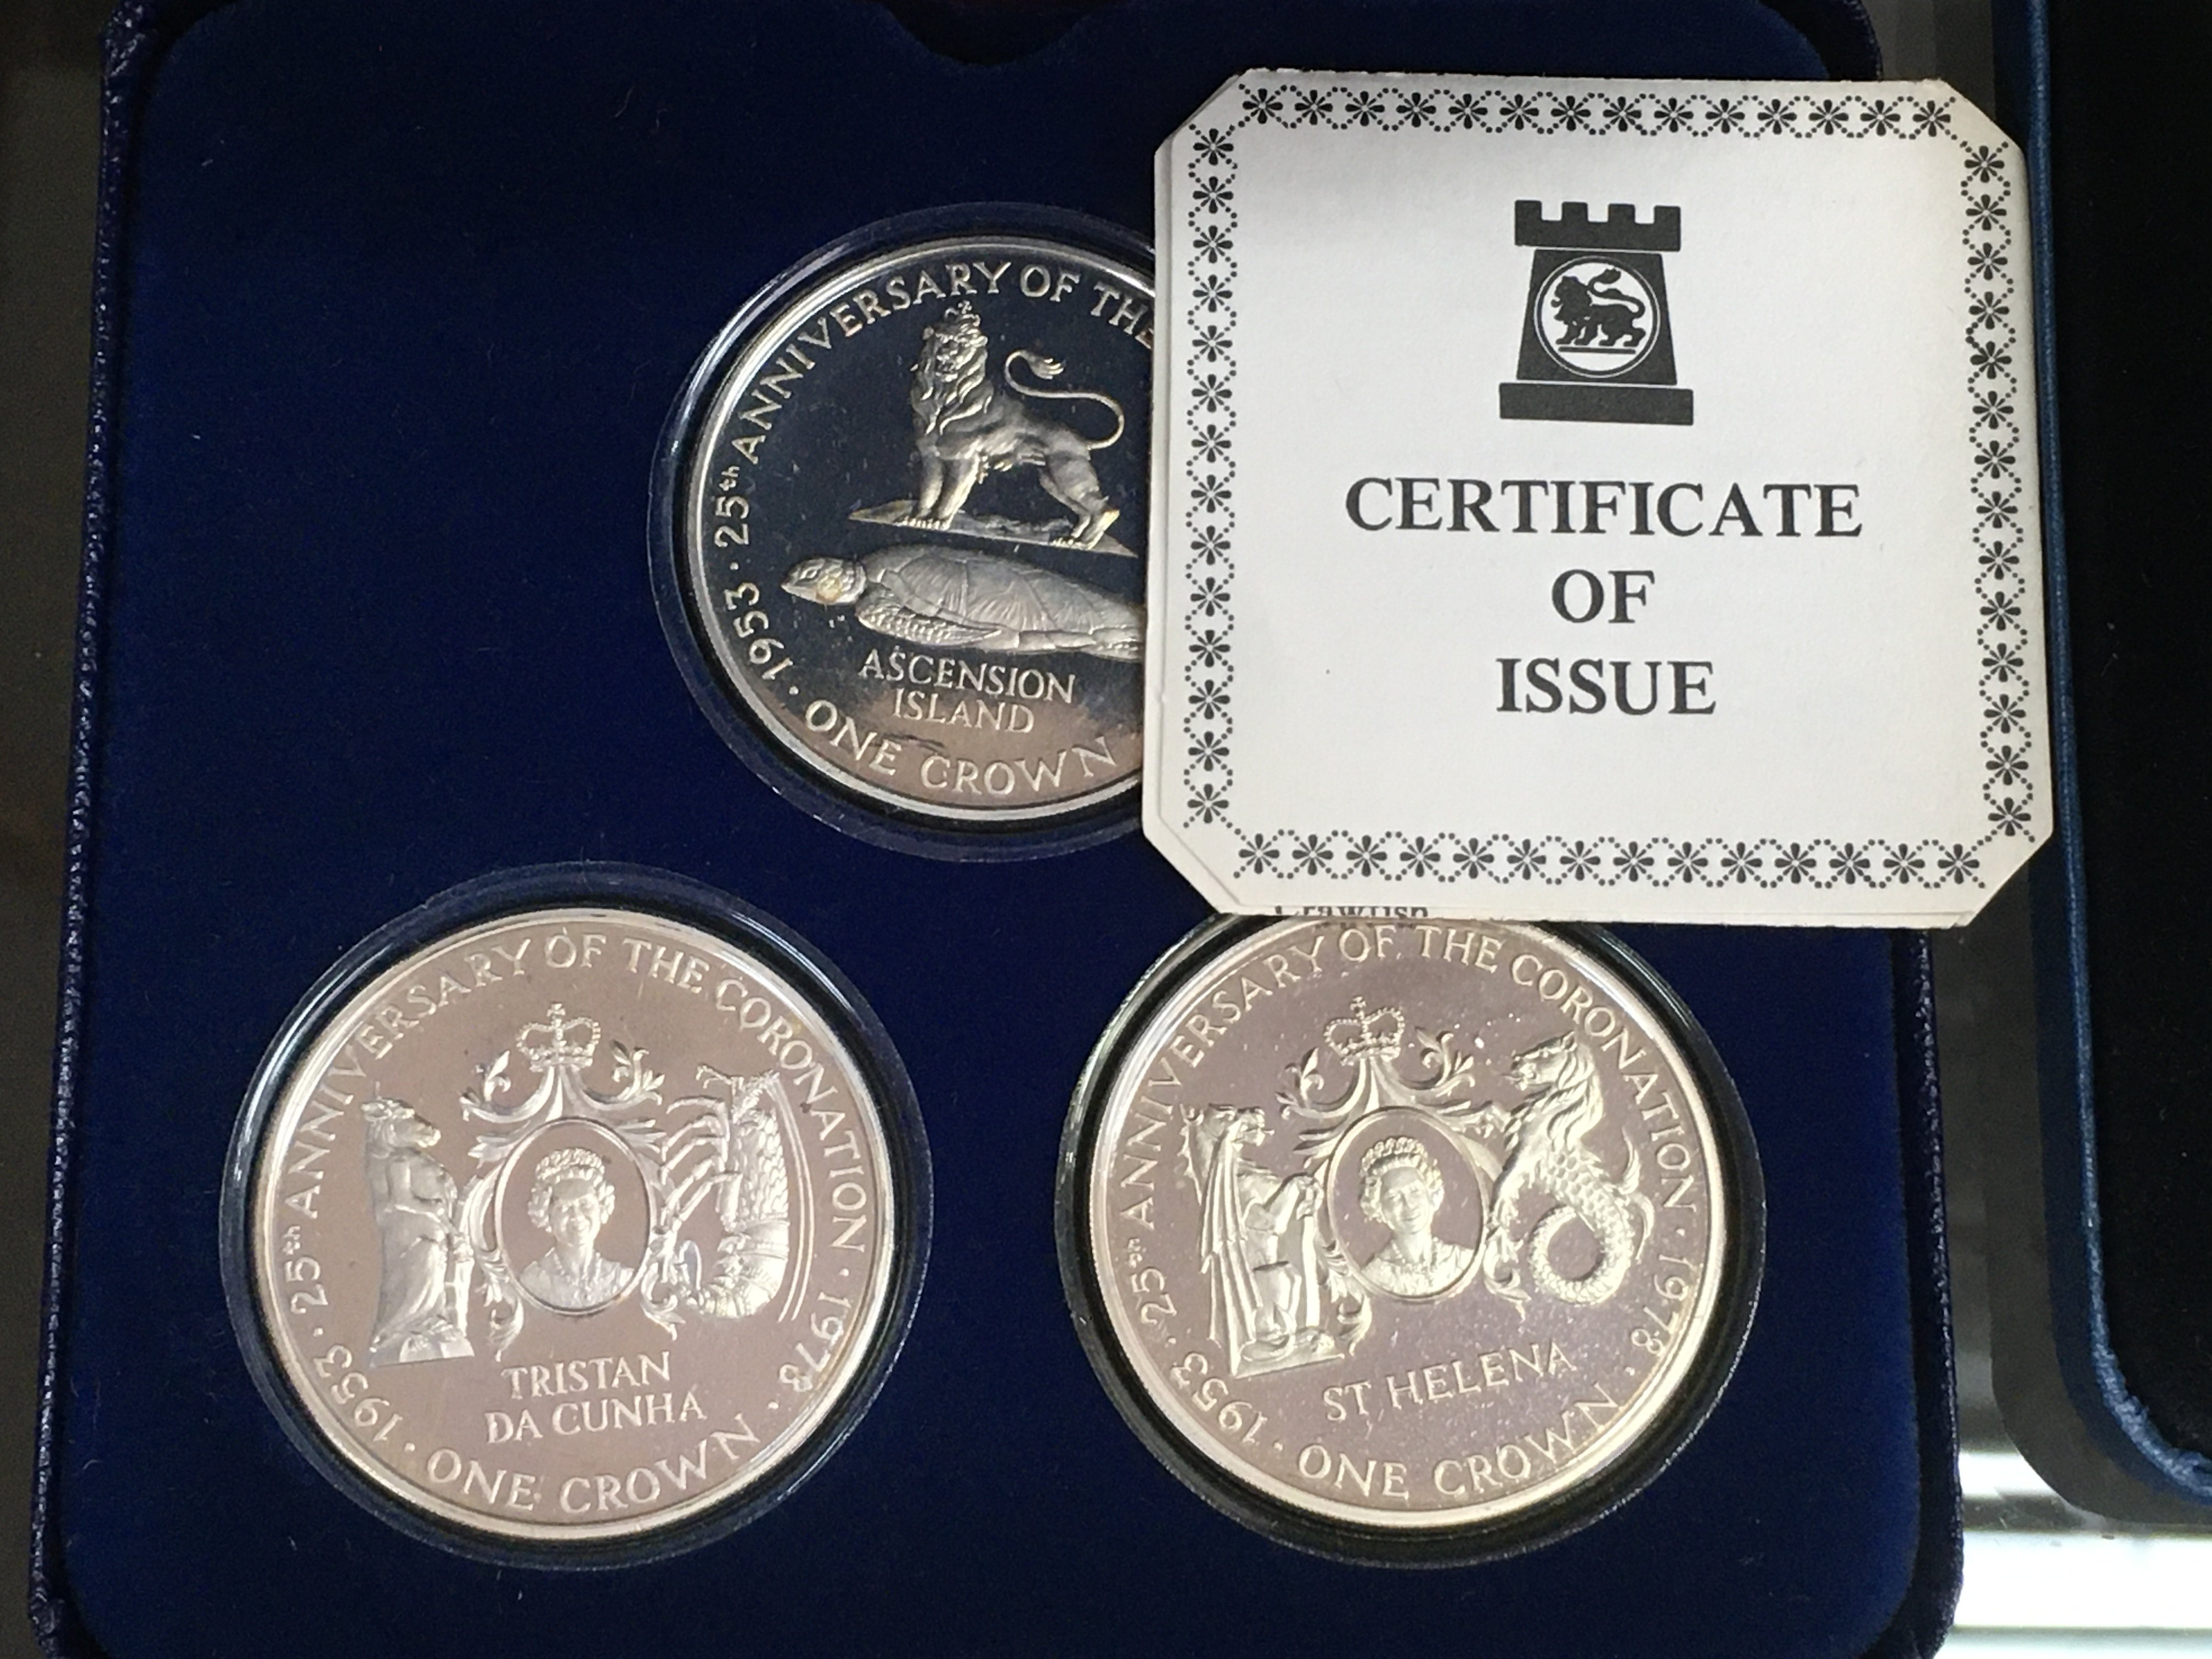 1953 · 25th ANNIVERSARY OF THE
ASCENSION
ISLAND
· ONE CROWN
CERTIFICATE
OF
ISSUE
Crawfish
1953 · 25th ANNIVERSARY OF THE CORONATION · 1978 ·
TRISTAN
DA CUNHA
ONE CROWN
1953 · 25th ANNIVERSARY OF THE CORONATION · 1978 ·
ST HELENA
ONE CROWN